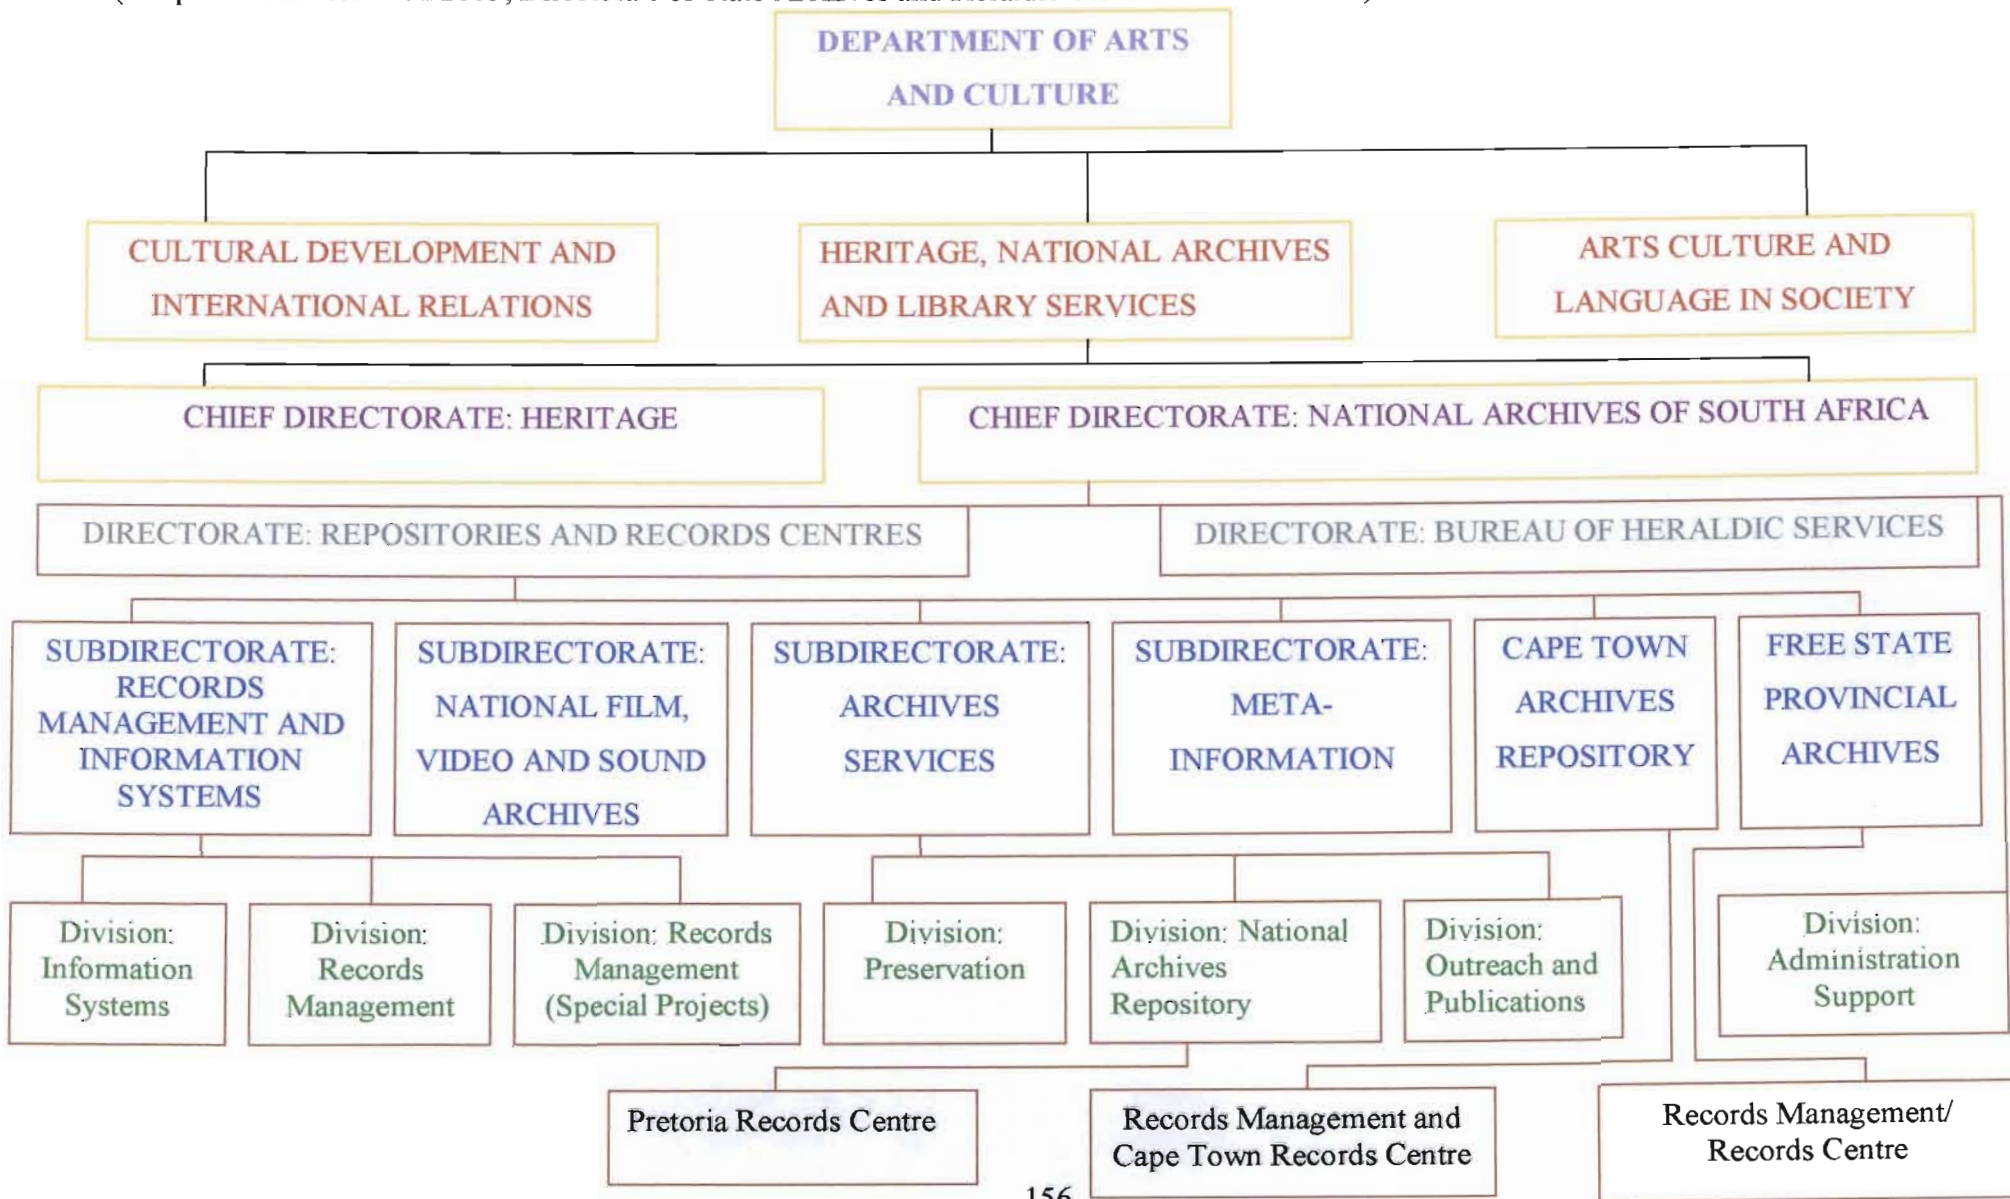 DEPARTMENT OF ARTS
AND CULTURE
CULTURAL DEVELOPMENT AND
INTERNATIONAL RELATIONS
HERITAGE, NATIONAL ARCHIVES
AND LIBRARY SERVICES
ARTS CULTURE AND
LANGUAGE IN SOCIETY
CHIEF DIRECTORATE: HERITAGE
CHIEF DIRECTORATE: NATIONAL ARCHIVES OF SOUTH AFRICA
DIRECTORATE: REPOSITORIES AND RECORDS CENTRES
DIRECTORATE: BUREAU OF HERALDIC SERVICES
SUBDIRECTORATE:
RECORDS
MANAGEMENT AND
INFORMATION
SYSTEMS
SUBDIRECTORATE:
NATIONAL FILM,
VIDEO AND SOUND
ARCHIVES
SUBDIRECTORATE:
ARCHIVES
SERVICES
SUBDIRECTORATE:
META-
INFORMATION
CAPE TOWN
ARCHIVES
REPOSITORY
FREE STATE
PROVINCIAL
ARCHIVES
Division:
Information
Systems
Division:
Records
Management
Division: Records
Management
(Special Projects)
Division:
Preservation
Division: National
Archives
Repository
Division:
Outreach and
Publications
Division:
Administration
Support
Pretoria Records Centre
Records Management and
Cape Town Records Centre
Records Management/
Records Centre
156